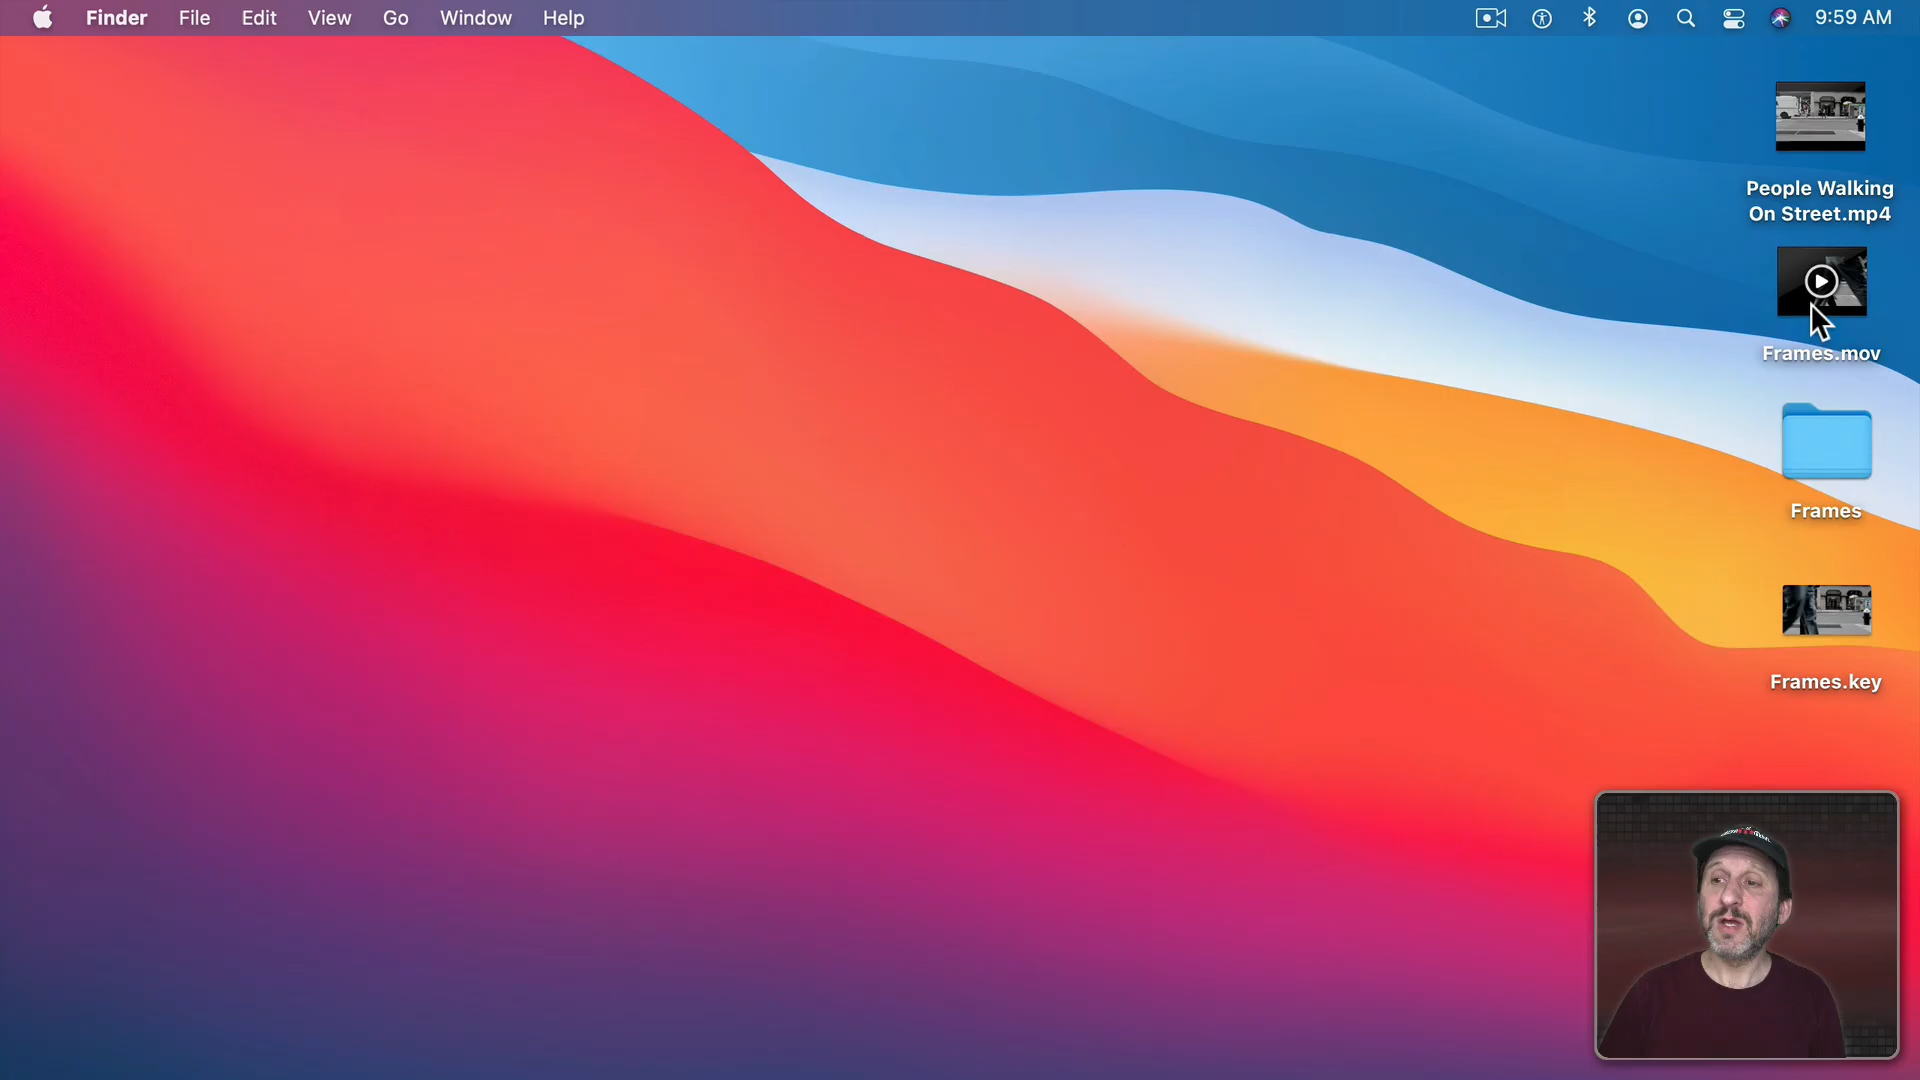 Finder File Edit View Go Window Help 9:59 AM
People Walking
On Street.mp4
Frames.mov
Frames
Frames.key